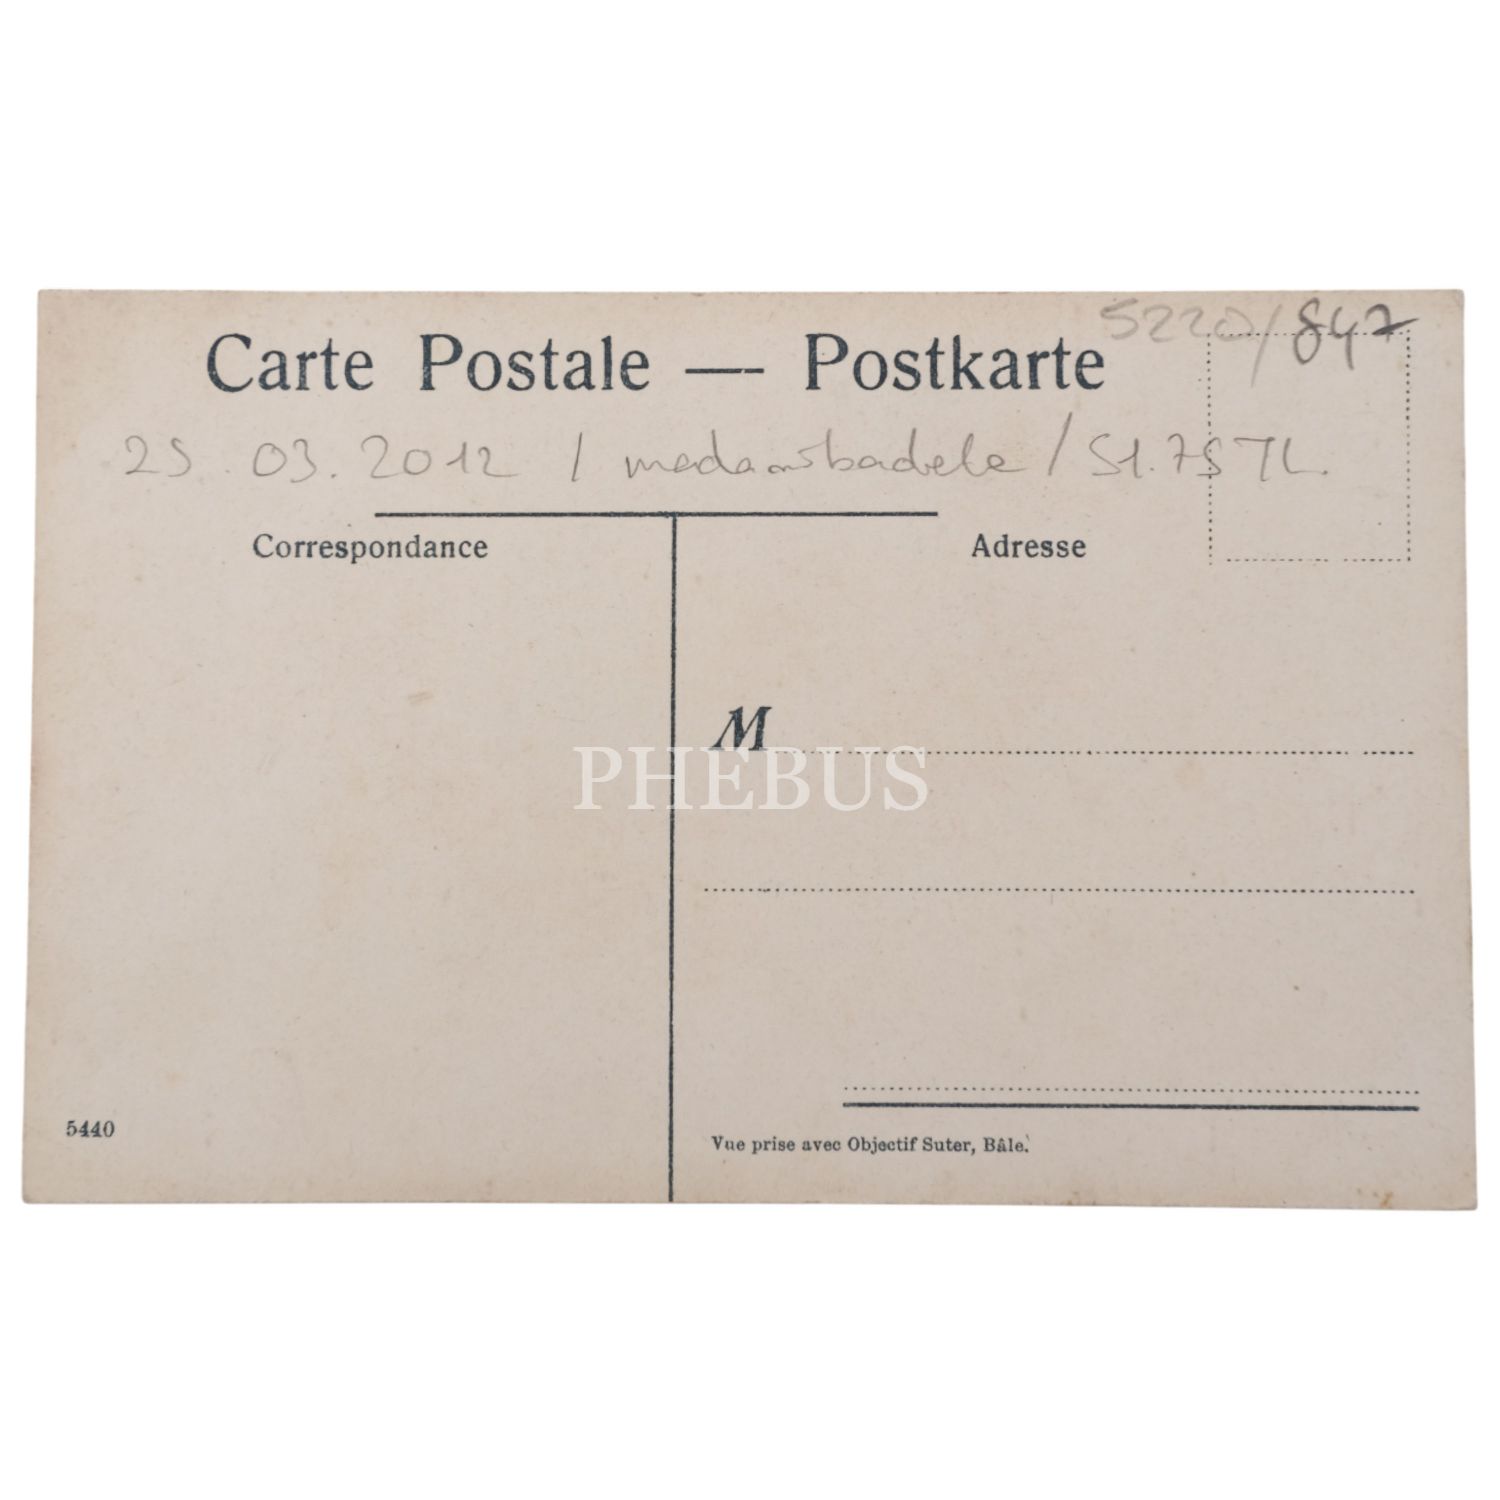 5220/847
Carte Postale — Postkarte
25.03.2012 / / 51.75 TL.
Correspondance
Adresse
M
PHEBUS
5440
Vue prise avec Objectif Suter, Bâle.